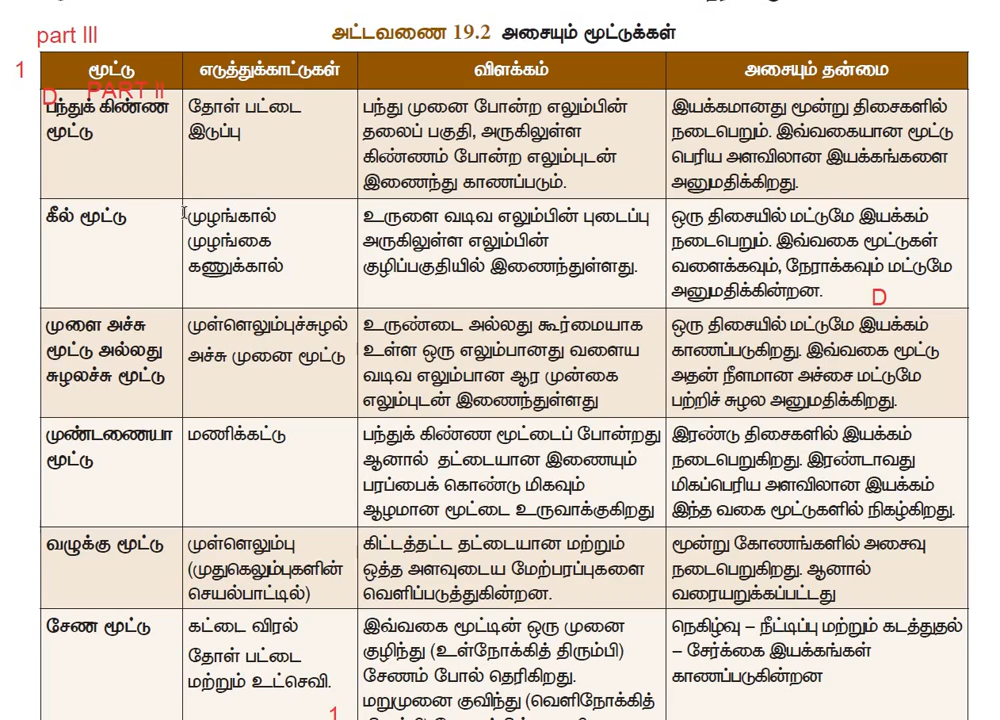 part III
அட்டவணை 19.2 அசையும் மூட்டுக்கள்
1
மூட்டு
எடுத்துக்காட்டுகள்
விளக்கம்
அசையும் தன்மை
PART II
D
பந்துக் கிண்ண
மூட்டு
தோள் பட்டை
இடுப்பு
பந்து முனை போன்ற எலும்பின்
தலைப் பகுதி, அருகிலுள்ள
கிண்ணம் போன்ற எலும்புடன்
இணைந்து காணப்படும்.
இயக்கமானது மூன்று திசைகளில்
நடைபெறும். இவ்வகையான மூட்டு
பெரிய அளவிலான இயக்கங்களை
அனுமதிக்கிறது.
கீல் மூட்டு
முழங்கால்
முழங்கை
கணுக்கால்
உருளை வடிவ எலும்பின் புடைப்பு
அருகிலுள்ள எலும்பின்
குழிப்பகுதியில் இணைந்துள்ளது.
ஒரு திசையில் மட்டுமே இயக்கம்
நடைபெறும். இவ்வகை மூட்டுகள்
வளைக்கவும், நேராக்கவும் மட்டுமே
அனுமதிக்கின்றன.
D
முளை அச்சு
மூட்டு அல்லது
சுழலச்சு மூட்டு
முள்ளெலும்புச்சுழல்
அச்சு முனை மூட்டு
உருண்டை அல்லது கூர்மையாக
உள்ள ஒரு எலும்பானது வளைய
வடிவ எலும்பான ஆர முன்கை
எலும்புடன் இணைந்துள்ளது
ஒரு திசையில் மட்டுமே இயக்கம்
காணப்படுகிறது. இவ்வகை மூட்டு
அதன் நீளமான அச்சை மட்டுமே
பற்றிச் சுழல அனுமதிக்கிறது.
முண்டணையா
மூட்டு
மணிக்கட்டு
பந்துக் கிண்ண மூட்டைப் போன்றது
ஆனால் தட்டையான இணையும்
பரப்பைக் கொண்டு மிகவும்
ஆழமான மூட்டை உருவாக்குகிறது
இரண்டு திசைகளில் இயக்கம்
நடைபெறுகிறது. இரண்டாவது
மிகப்பெரிய அளவிலான இயக்கம்
இந்த வகை மூட்டுகளில் நிகழ்கிறது.
வழுக்கு மூட்டு
முள்ளெலும்பு
(முதுகெலும்புகளின்
செயல்பாட்டில்)
கிட்டத்தட்ட தட்டையான மற்றும்
ஒத்த அளவுடைய மேற்பரப்புகளை
வெளிப்படுத்துகின்றன.
மூன்று கோணங்களில் அசைவு
நடைபெறுகிறது. ஆனால்
வரையறுக்கப்பட்டது
சேண மூட்டு
கட்டை விரல்
தோள் பட்டை
மற்றும் உட்செவி.
இவ்வகை மூட்டின் ஒரு முனை
குழிந்து (உள்நோக்கித் திரும்பி)
சேணம் போல் தெரிகிறது.
மறுமுனை குவிந்து (வெளிநோக்கித்
நெகிழ்வு – நீட்டிப்பு மற்றும் கடத்துதல்
– சேர்க்கை இயக்கங்கள்
காணப்படுகின்றன
1